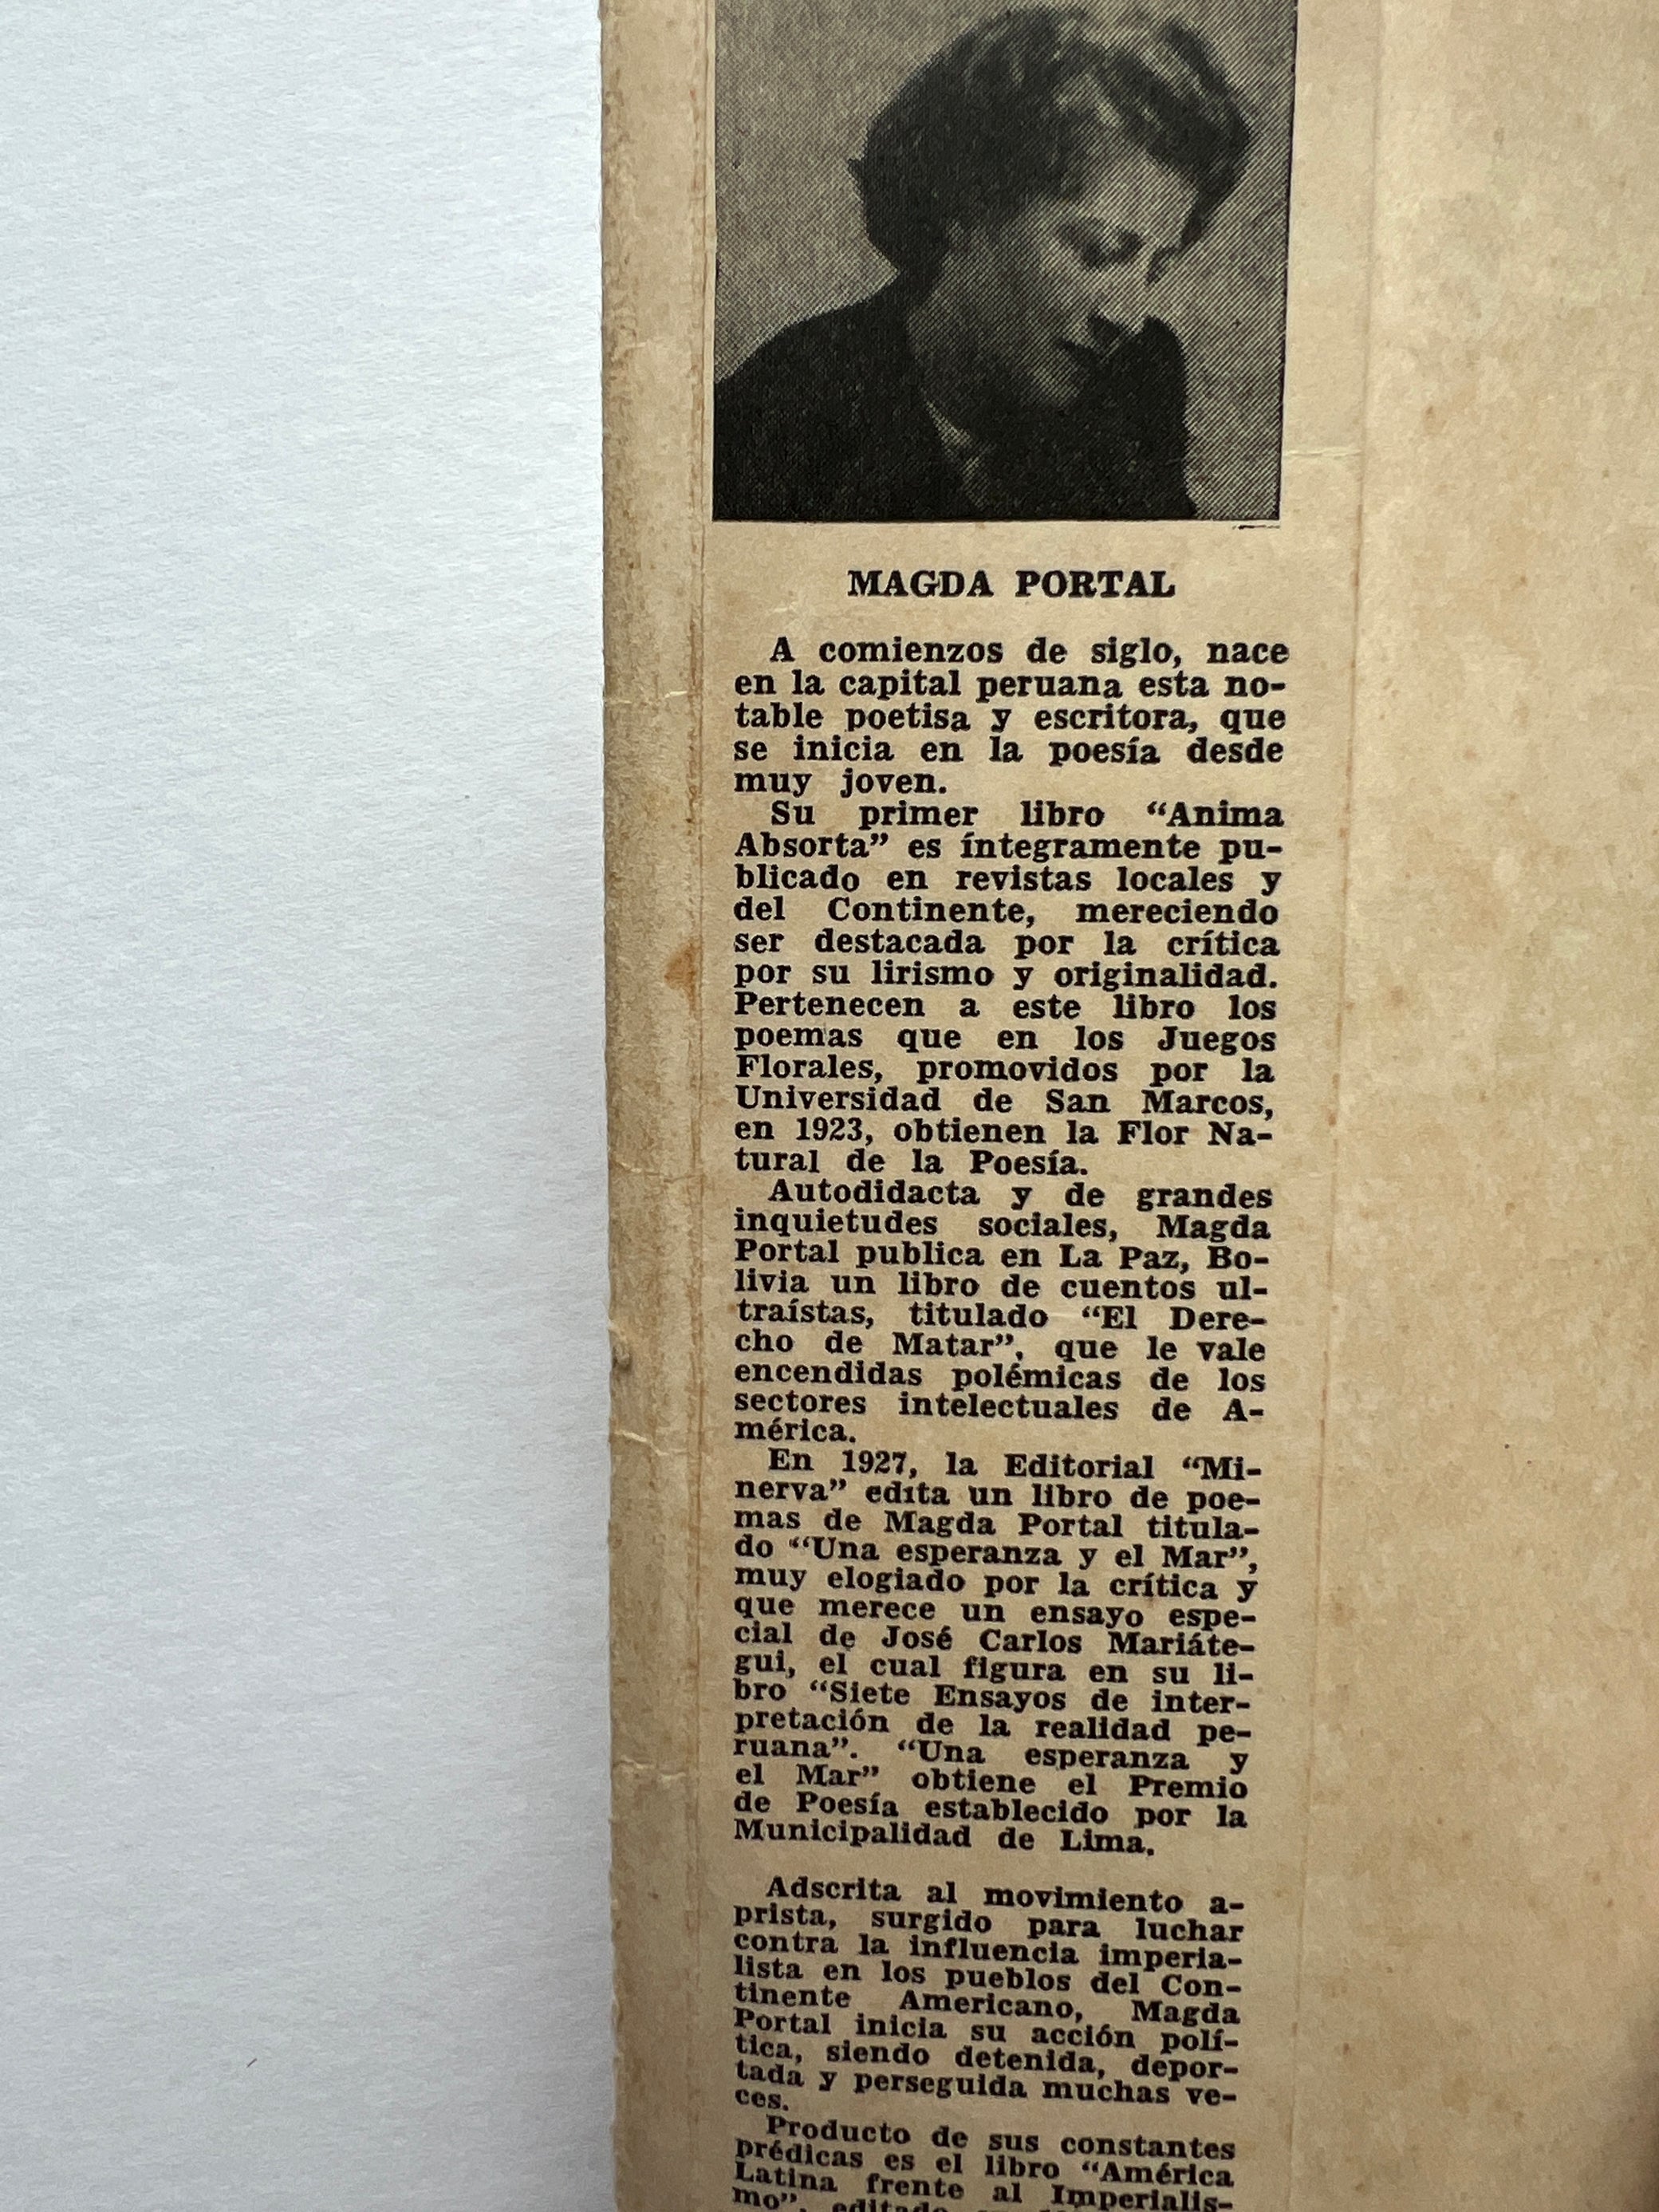 MAGDA PORTAL
A comienzos de siglo, nace
en la capital peruana esta no-
table poetisa y escritora, que
se inicia en la poesía desde
muy joven.
Su primer libro “Anima
Absorta” es íntegramente pu-
blicado en revistas locales y
del Continente, mereciendo
ser destacada por la crítica
por su lirismo y originalidad.
Pertenecen a este libro los
poemas que en los Juegos
Florales, promovidos por la
Universidad de San Marcos,
en 1923, obtienen la Flor Na-
tural de la Poesía.
Autodidacta y de grandes
inquietudes sociales, Magda
Portal publica en La Paz, Bo-
livia un libro de cuentos ul-
traístas, titulado “El Dere-
cho de Matar”, que le vale
encendidas polémicas de los
sectores intelectuales de A-
mérica.
En 1927, la Editorial “Mi-
nerva” edita un libro de poe-
mas de Magda Portal titula-
do “Una esperanza y el Mar”,
muy elogiado por la crítica y
que merece un ensayo espe-
cial de José Carlos Mariáte-
gui, el cual figura en su li-
bro “Siete Ensayos de inter-
pretación de la realidad pe-
ruana”. “Una esperanza y
el Mar” obtiene el Premio
de Poesía establecido por la
Municipalidad de Lima.
Adscrita al movimiento a-
prista, surgido para luchar
contra la influencia imperia-
lista en los pueblos del Con-
tinente Americano, Magda
Portal inicia su acción polí-
tica, siendo detenida, depor-
tada y perseguida muchas ve-
ces.
Producto de sus constantes
prédicas es el libro “América
Latina frente al Imperialis-
mo”, editado